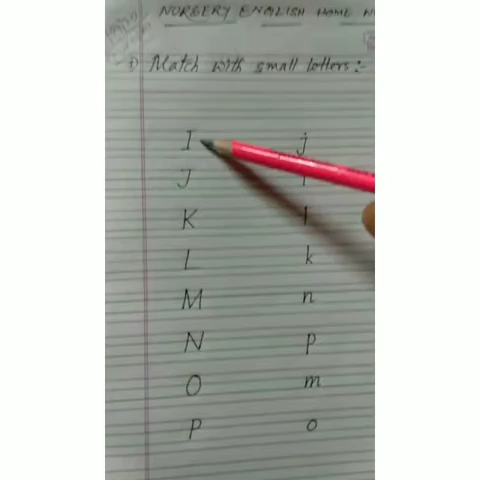 NURSERY ENGLISH HOME
1) Match with small letters :-
I j
J i
K l
L k
M n
N p
O m
P o